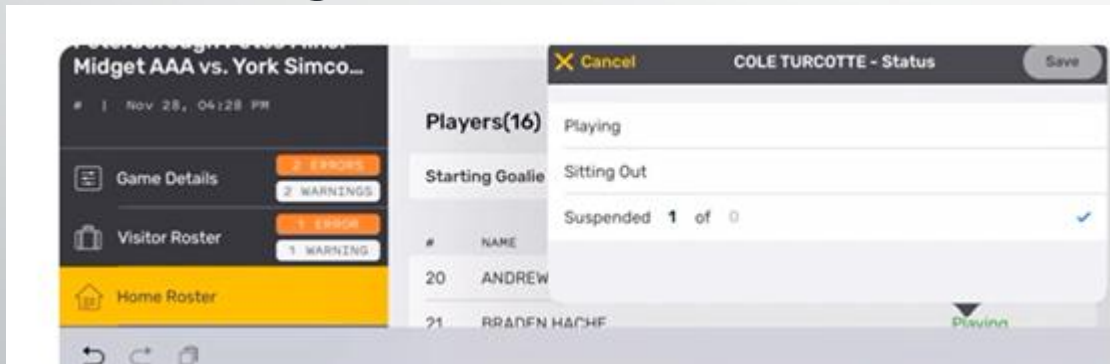 Midget AAA vs. York Simco...
# | Nov 28, 04:28 PM
Game Details
2 ERRORS
2 WARNINGS
Visitor Roster
1 ERROR
1 WARNING
Home Roster
Players(16)
Starting Goalie
# NAME
20 ANDREW
21 BRADEN HACHE
Playing
Cancel
COLE TURCOTTE - Status
Save
Playing
Sitting Out
Suspended 1 of 0